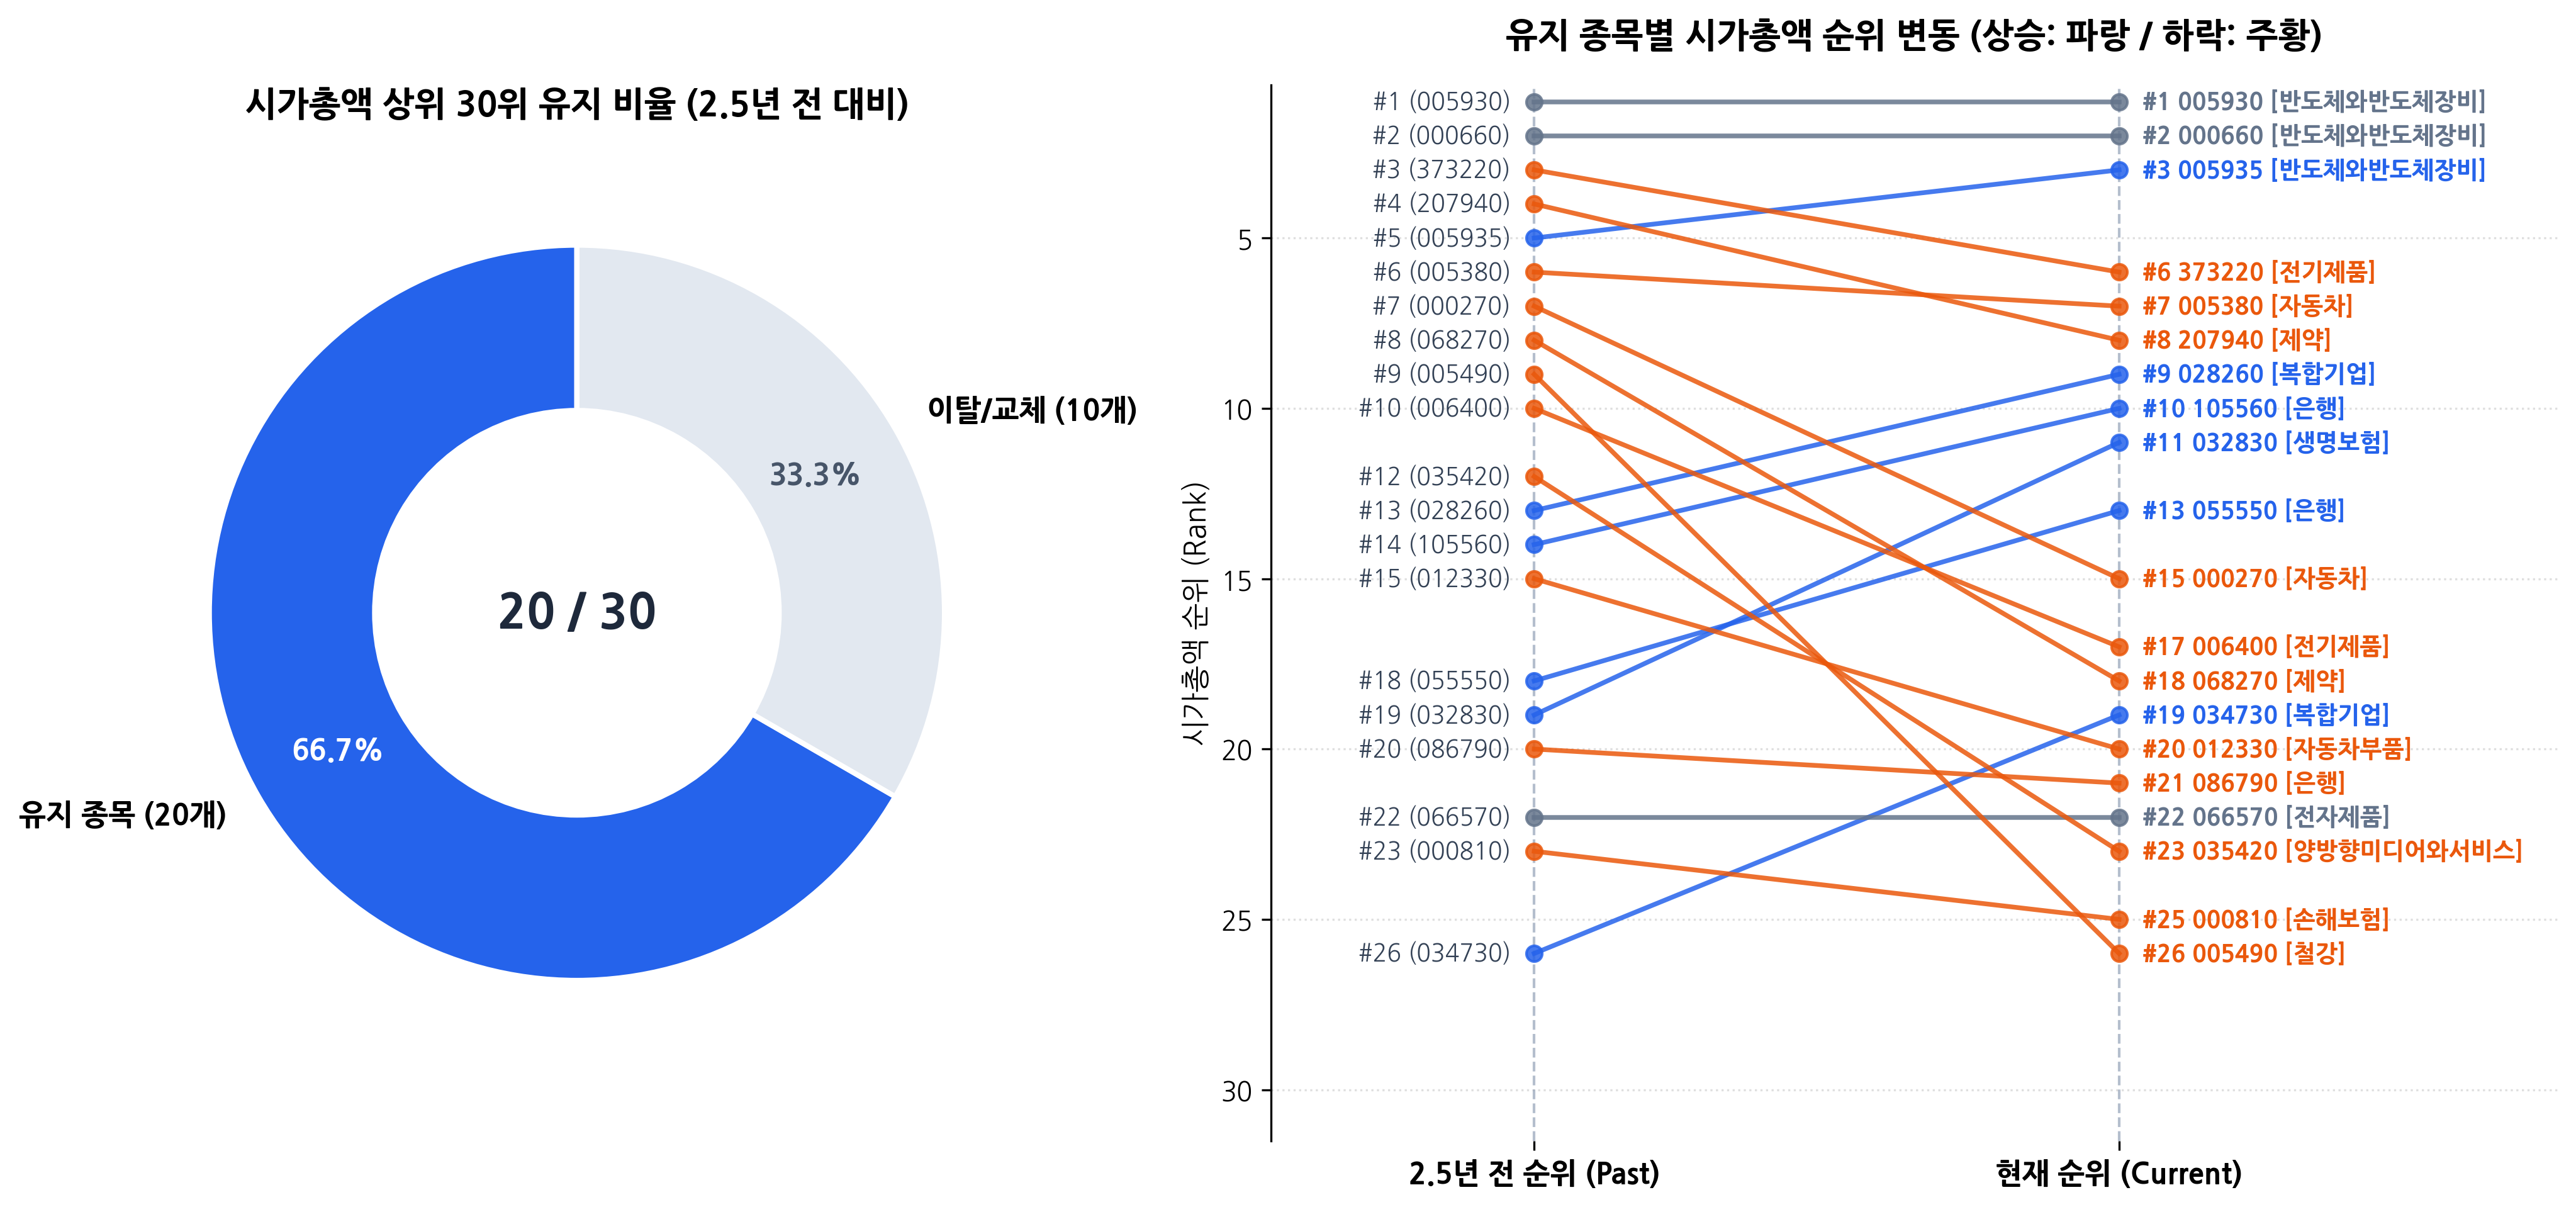 시가총액 상위 30위 유지 비율 (2.5년 전 대비)
이탈/교체 (10개)
33.3%
20 / 30
66.7%
유지 종목 (20개)
유지 종목별 시가총액 순위 변동 (상승: 파랑 / 하락: 주황)
시가총액 순위 (Rank)
5
10
15
20
25
30
#1 (005930)
#2 (000660)
#3 (373220)
#4 (207940)
#5 (005935)
#6 (005380)
#7 (000270)
#8 (068270)
#9 (005490)
#10 (006400)
#12 (035420)
#13 (028260)
#14 (105560)
#15 (012330)
#18 (055550)
#19 (032830)
#20 (086790)
#22 (066570)
#23 (000810)
#26 (034730)
#1 005930 [반도체와반도체장비]
#2 000660 [반도체와반도체장비]
#3 005935 [반도체와반도체장비]
#6 373220 [전기제품]
#7 005380 [자동차]
#8 207940 [제약]
#9 028260 [복합기업]
#10 105560 [은행]
#11 032830 [생명보험]
#13 055550 [은행]
#15 000270 [자동차]
#17 006400 [전기제품]
#18 068270 [제약]
#19 034730 [복합기업]
#20 012330 [자동차부품]
#21 086790 [은행]
#22 066570 [전자제품]
#23 035420 [양방향미디어와서비스]
#25 000810 [손해보험]
#26 005490 [철강]
2.5년 전 순위 (Past)
현재 순위 (Current)